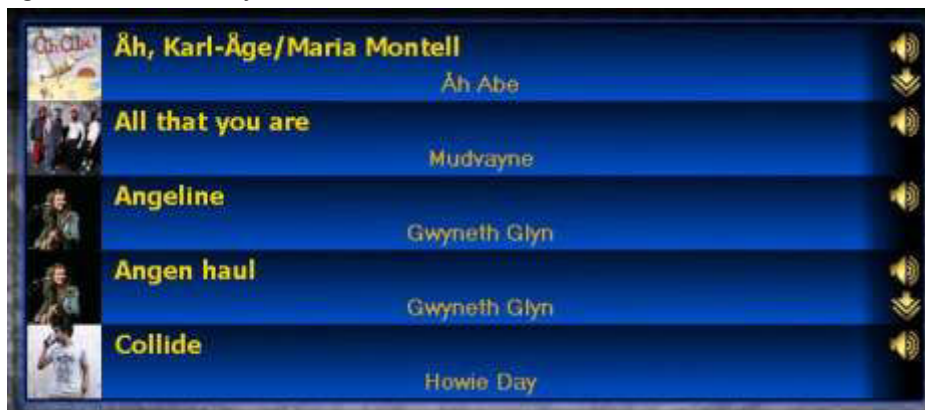 Åh, Karl-Åge/Maria Montell
Åh Abe
All that you are
Mudvayne
Angeline
Gwyneth Glyn
Angen haul
Gwyneth Glyn
Collide
Howie Day